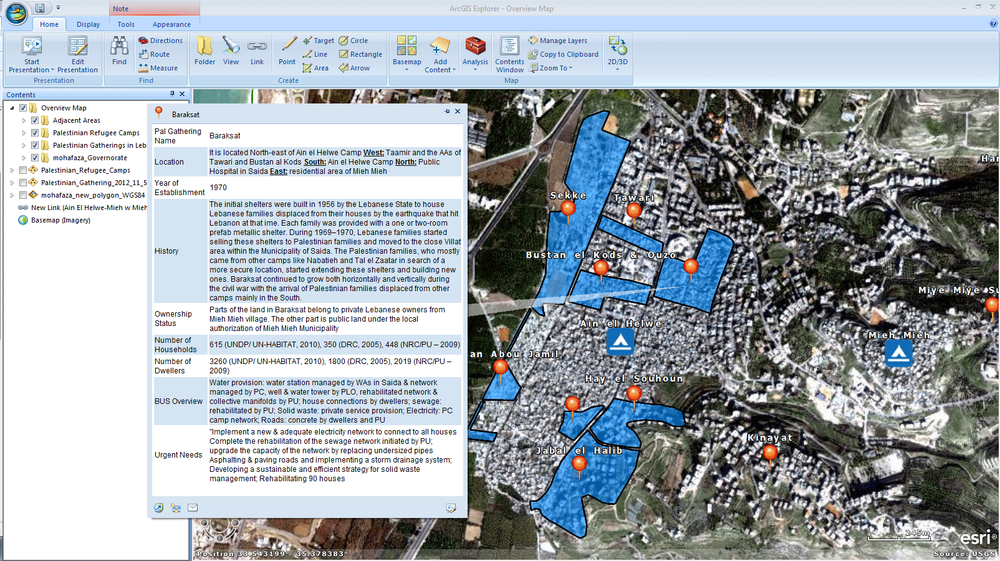 Note
ArcGIS Explorer - Overview Map
Home
Display
Tools
Appearance
Start Presentation
Edit Presentation
Presentation
Find
Directions
Route
Measure
Find
Folder
View
Link
Point
Target
Line
Area
Circle
Rectangle
Arrow
Create
Basemap
Add Content
Analysis
Contents Window
Manage Layers
Copy to Clipboard
Zoom To
2D/3D
Map
Contents
Overview Map
Adjacent Areas
Palestinian Refugee Camps
Palestinian Gatherings in Leb
mohafaza_Governorate
Palestinian_Refugee_Camps
Palestinian_Gathering_2012_11_5
mohafaza_new_polygon_WGS84
New Link (Ain El Helwe-Mieh w Mieh
Basemap (Imagery)
Baraksat
Pal Gathering Name
Baraksat
Location
It is located North-east of Ain el Helwe Camp West: Taamir and the AAs of
Tawari and Bustan al Kods South: Ain el Helwe Camp North: Public
Hospital in Saida East: residential area of Mieh Mieh
Year of Establishment
1970
History
The initial shelters were built in 1956 by the Lebanese State to house
Lebanese families displaced from their houses by the earthquake that hit
Lebanon at that ime. Each family was provided with a one or two-room
prefab metallic shelter. During 1969–1970, Lebanese families started
selling these shelters to Palestinian families and moved to the close Villat
area within the Municipality of Saida. The Palestinian families, who mostly
came from other camps like Nabatieh and Tal el Zaatar in search of a
more secure location, started extending these shelters and building new
ones. Baraksat continued to grow both horizontally and vertically during
the civil war with the arrival of Palestinian families displaced from other
camps mainly in the South.
Ownership Status
Parts of the land in Baraksat belong to private Lebanese owners from
Mieh Mieh village. The other part is public land under the local
authorization of Mieh Mieh Municipality
Number of Households
615 (UNDP/ UN-HABITAT, 2010), 350 (DRC, 2005), 448 (NRC/PU – 2009)
Number of Dwellers
3260 (UNDP/ UN-HABITAT, 2010), 1800 (DRC, 2005), 2019 (NRC/PU –
2009)
BUS Overview
Water provision: water station managed by WAs in Saida & network
managed by PC, well & water tower by PLO, rehabilitated network &
collective manifolds by PU; house connections by dwellers; sewage:
rehabilitated by PU; Solid waste: private service provision; Electricity: PC
camp network; Roads: concrete by dwellers and PU
Urgent Needs
"Implement a new & adequate electricity network to connect to all houses
Complete the rehabilitation of the sewage network initiated by PU;
upgrade the capacity of the network by replacing undersized pipes
Asphalting & paving roads and implementing a storm drainage system;
Developing a sustainable and efficient strategy for solid waste
management; Rehabilitating 90 houses
Har
Sekke
Tawari
Bustan el Kods & Ouzo
Miye Miye Su
Ain el Helwe
Mieh Mieh
an Abou Jamil
Hay el Souhoun
Kinayat
Jabal el Halib
245m
esri
Position 33.543199° 35.378383°
Source: USGS